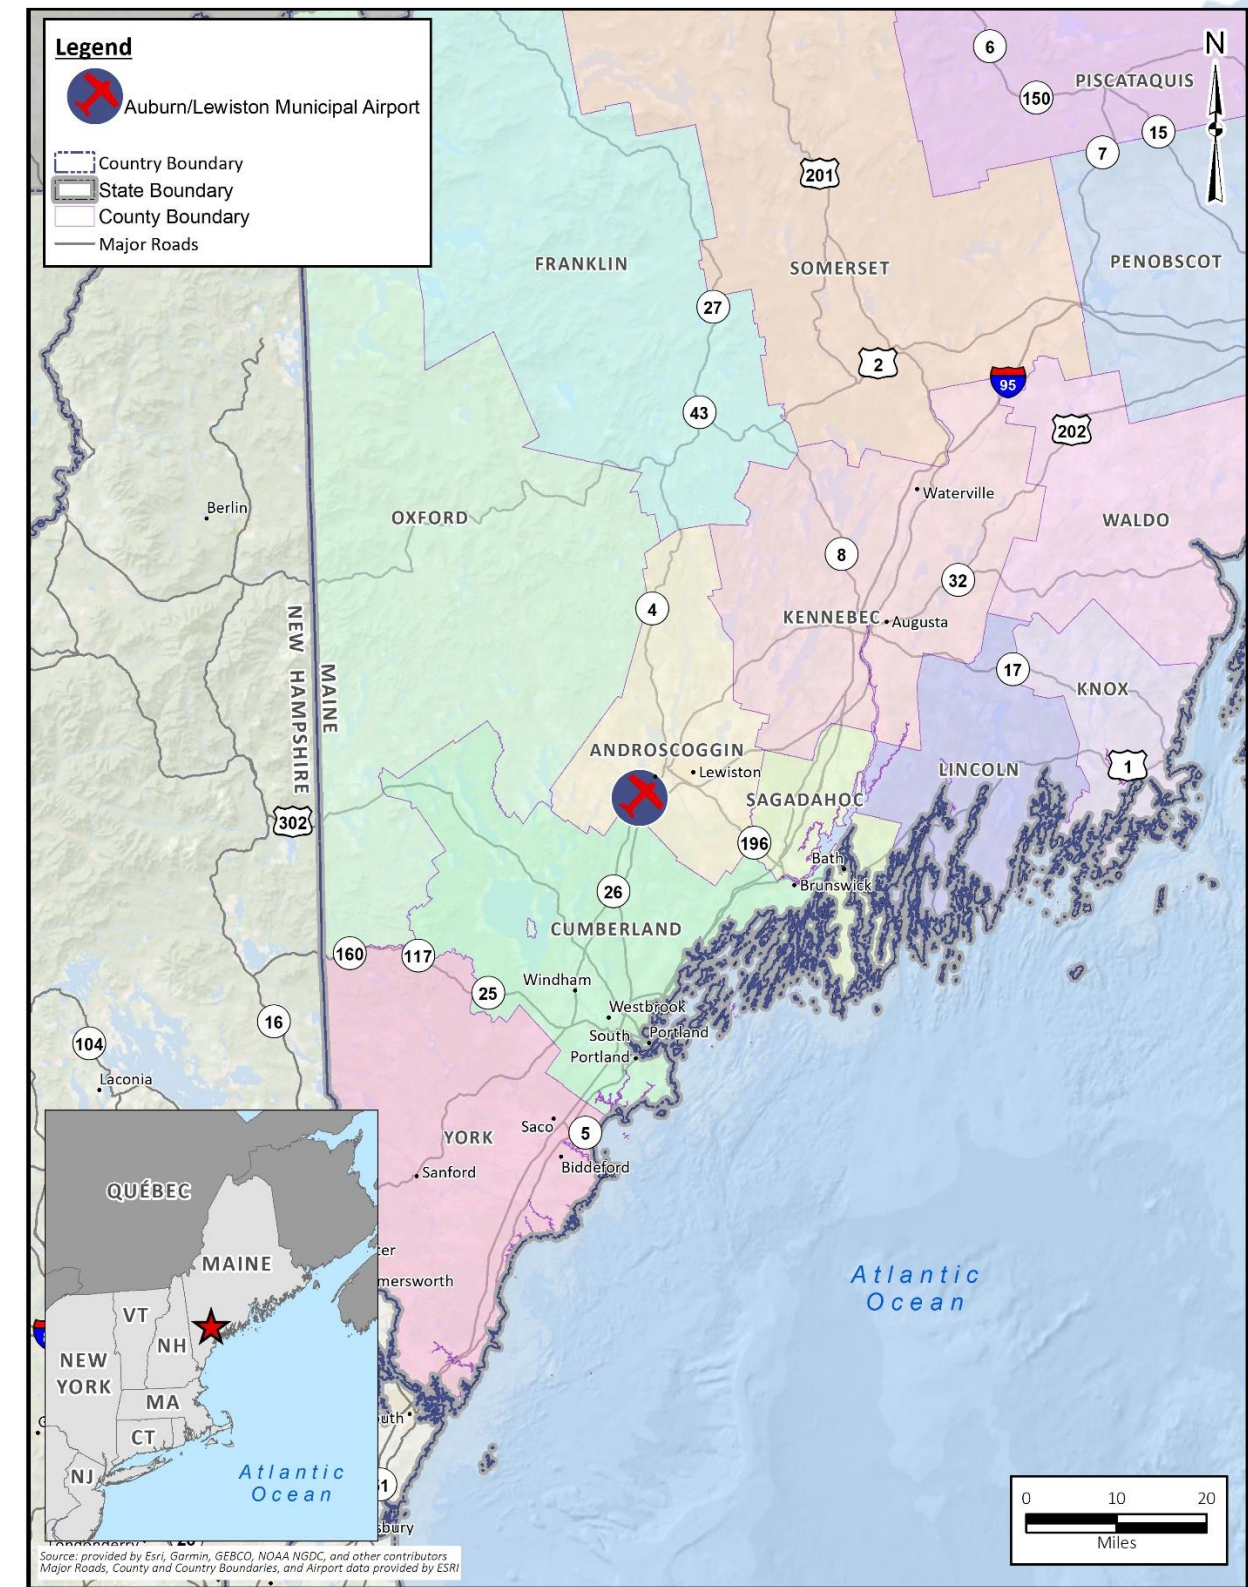 Legend
Auburn/Lewiston Municipal Airport
Country Boundary
State Boundary
County Boundary
Major Roads
N
6
PISCATAQUIS
150
15
7
201
FRANKLIN
SOMERSET
PENOBSCOT
27
2
95
43
202
Waterville
Berlin
OXFORD
WALDO
8
32
4
KENNEBEC
Augusta
NEW HAMPSHIRE
MAINE
17
KNOX
ANDROSCOGGIN
Lewiston
LINCOLN
1
SAGADAHOC
302
196
Bath
Brunswick
26
CUMBERLAND
160
117
25
Windham
Westbrook
South
Portland
Portland
16
104
Laconia
Saco
5
YORK
Biddeford
Sanford
QUÉBEC
MAINE
VT
NH
NEW
YORK
MA
CT
NJ
Atlantic
Ocean
ter
mersworth
Atlantic
Ocean
outh
bury
0 10 20
Miles
Source: provided by Esri, Garmin, GEBCO, NOAA NGDC, and other contributors
Major Roads, County and Country Boundaries, and Airport data provided by ESRI